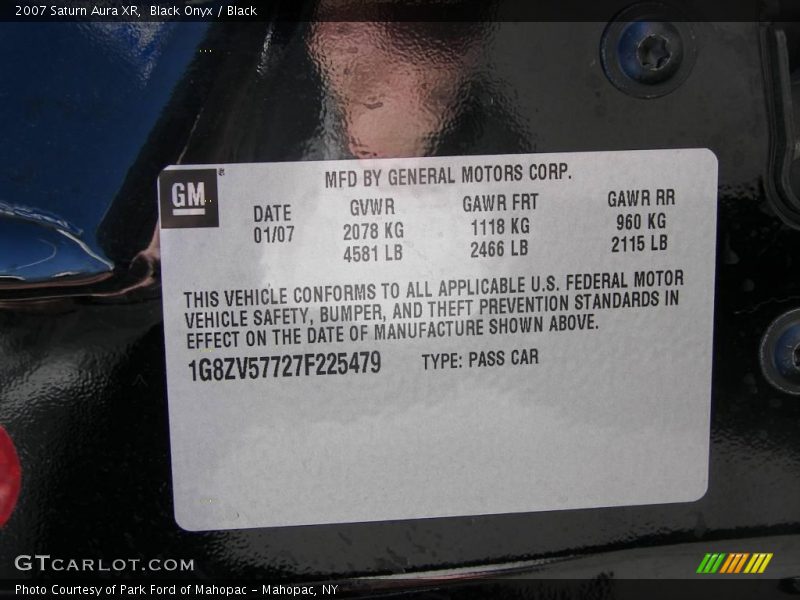 2007 Saturn Aura XR, Black Onyx / Black
GM
MFD BY GENERAL MOTORS CORP.
DATE GVWR GAWR FRT GAWR RR
01/07 2078 KG 1118 KG 960 KG
4581 LB 2466 LB 2115 LB
THIS VEHICLE CONFORMS TO ALL APPLICABLE U.S. FEDERAL MOTOR
VEHICLE SAFETY, BUMPER, AND THEFT PREVENTION STANDARDS IN
EFFECT ON THE DATE OF MANUFACTURE SHOWN ABOVE.
1G8ZV57727F225479 TYPE: PASS CAR
GTCARLOT.COM
Photo Courtesy of Park Ford of Mahopac – Mahopac, NY